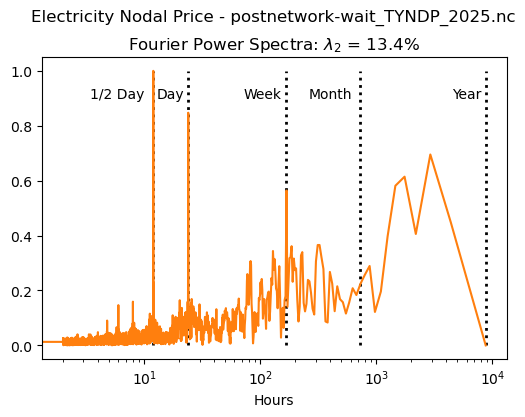 Electricity Nodal Price - postnetwork-wait_TYNDP_2025.nc
Fourier Power Spectra: λ₂ = 13.4%
1.0
1/2 Day
Day
Week
Month
Year
0.8
0.6
0.4
0.2
0.0
10¹
10²
10³
10⁴
Hours